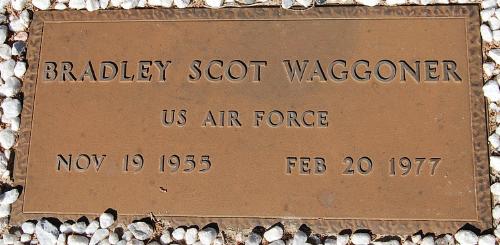 BRADLEY SCOT WAGGONER
US AIR FORCE
NOV 19 1955 FEB 20 1977